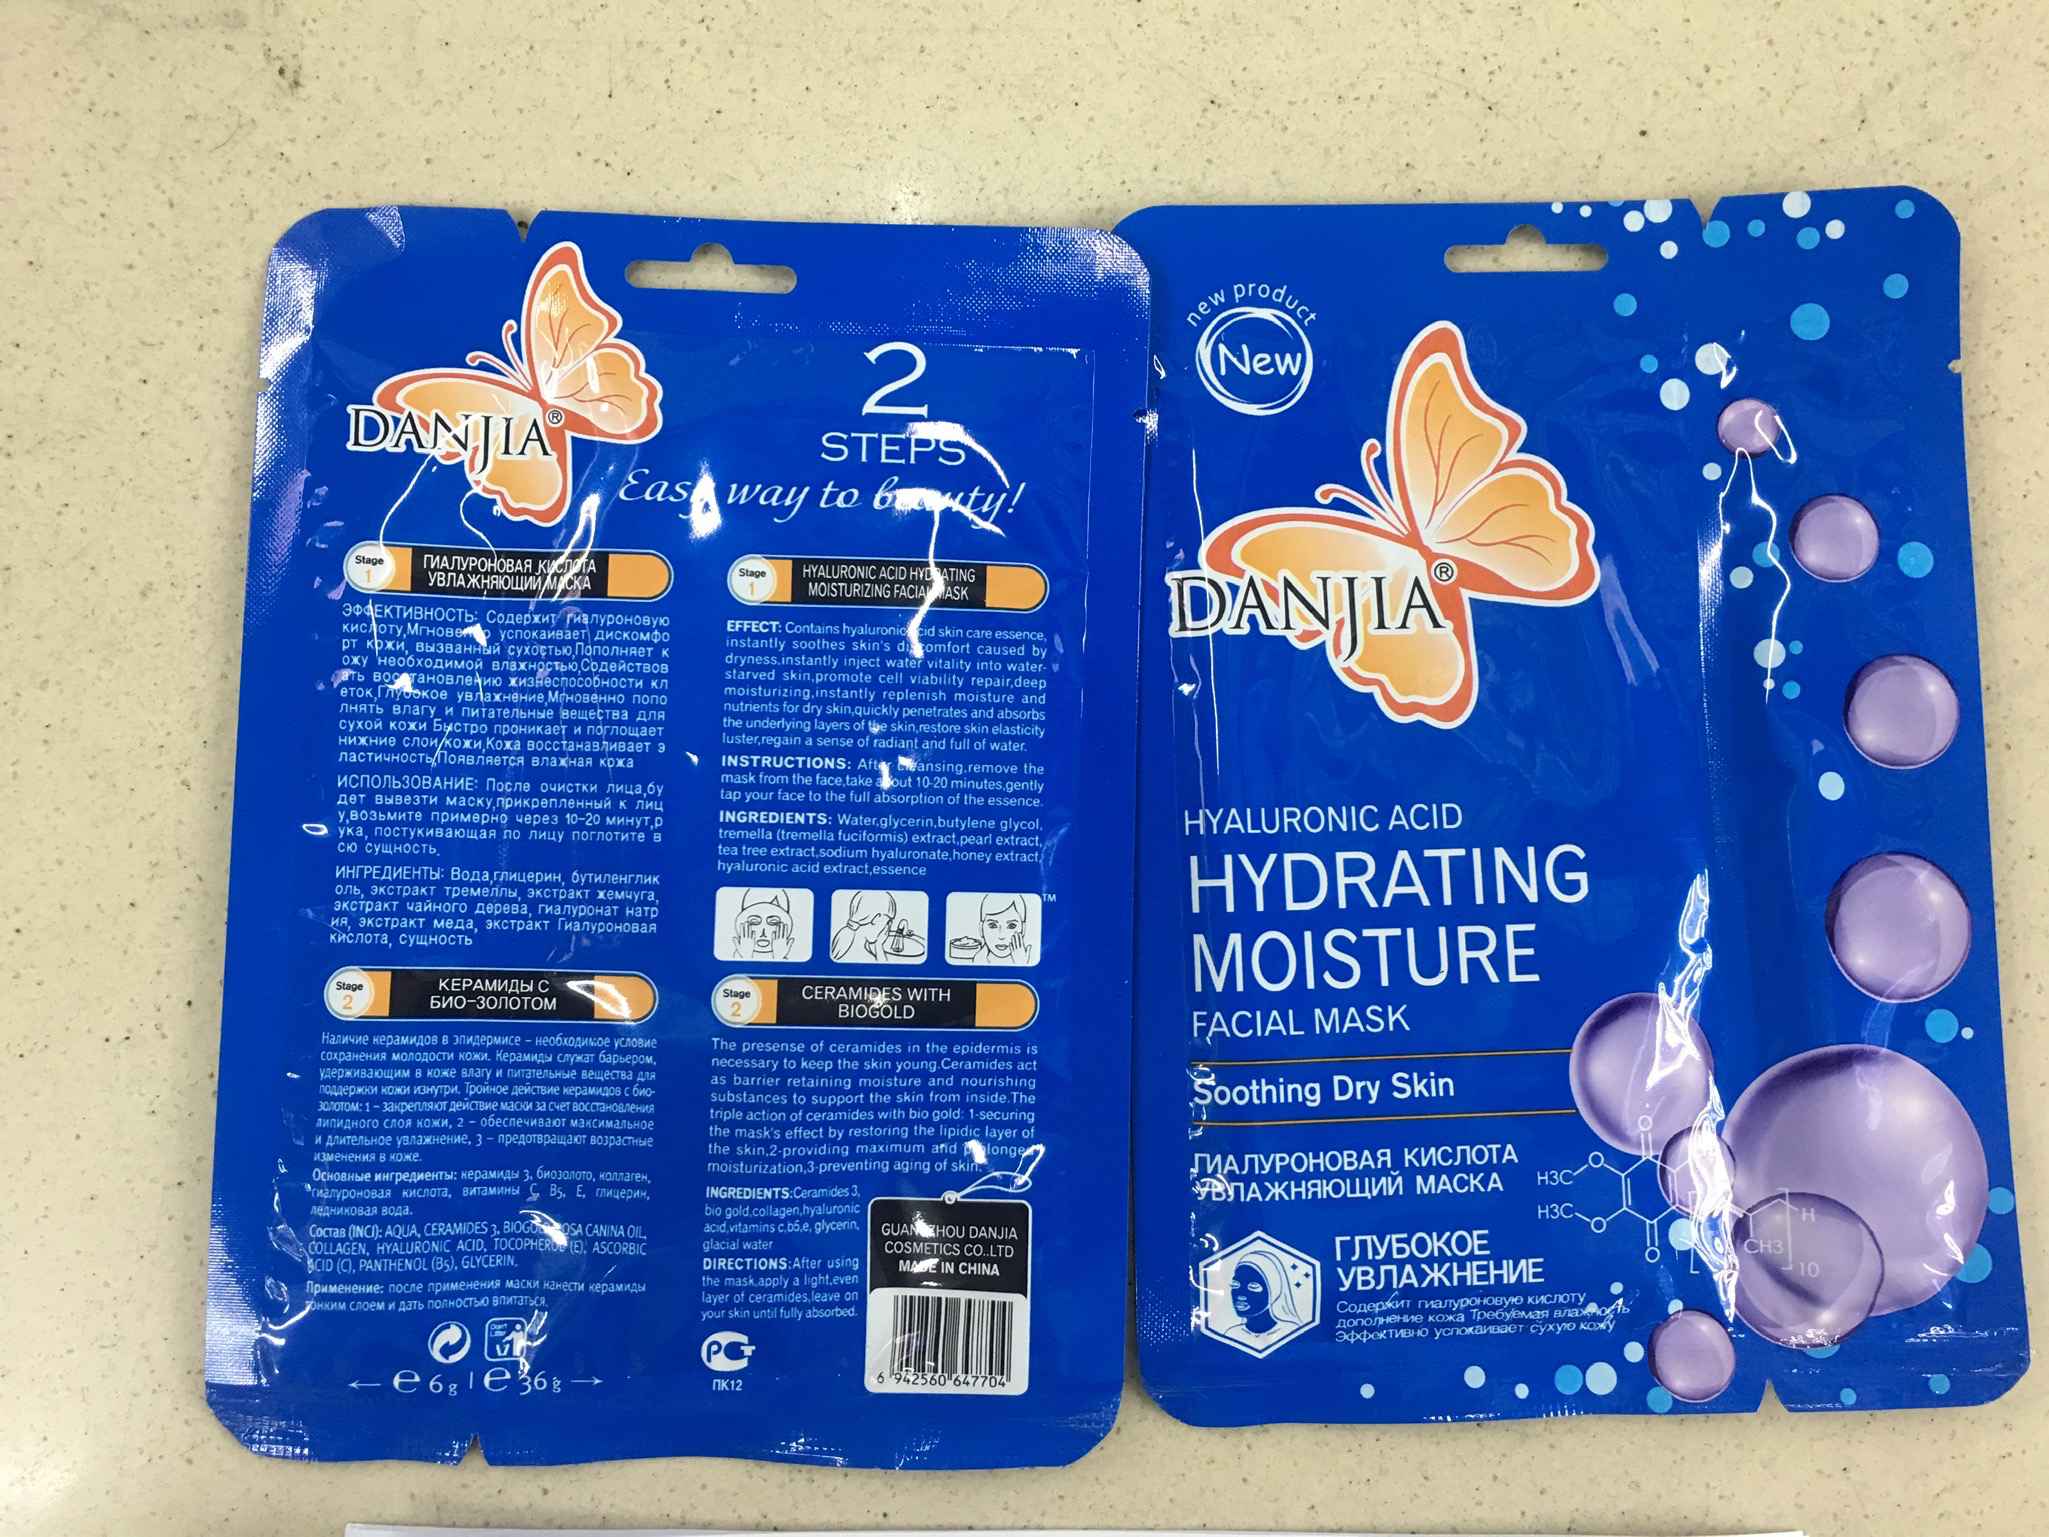 DANJIA®
2
STEPS
Easy way to beauty!
Stage
1
ГИАЛУРОНОВАЯ КИСЛОТА
УВЛАЖНЯЮЩИЙ МАСКА
ЭФФЕКТИВНОСТЬ: Содержит гиалуроновую
кислоту,Мгновенно успокаивает дискомфо
рт кожи, вызванный сухостью,Пополняет к
ожу необходимой влажностью,Содействов
ать восстановлению жизнеспособности кл
еток,Глубокое увлажнение,Мгновенно попо
лнять влагу и питательные вещества для
сухой кожи Быстро проникает и поглощает
нижние слои кожи,Кожа восстанавливает э
ластичность,Появляется влажная кожа
ИСПОЛЬЗОВАНИЕ: После очистки лица,бу
дет вывезти маску,прикрепленный к лиц
у,возьмите примерно через 10-20 минут,р
ука, постукивающая по лицу поглотите в
сю сущность.
ИНГРЕДИЕНТЫ: Вода,глицерин, бутиленглик
оль, экстракт тремеллы, экстракт жемчуга,
экстракт чайного дерева, гиалуронат натр
ия, экстракт меда, экстракт Гиалуроновая
кислота, сущность
Stage
2
КЕРАМИДЫ С
БИО-ЗОЛОТОМ
Наличие керамидов в эпидермисе – необходимое условие
сохранения молодости кожи. Керамиды служат барьером,
удерживающим в коже влагу и питательные вещества для
поддержки кожи изнутри. Тройное действие керамидов с био-
золотом: 1 – закрепляют действие маски за счет восстановления
липидного слоя кожи, 2 – обеспечивают максимальное
и длительное увлажнение, 3 – предотвращают возрастные
изменения в коже.
Основные ингредиенты: керамиды 3, биозолото, коллаген,
гиалуроновая кислота, витамины C B5, E, глицерин,
ледниковая вода.
Состав (INCI): AQUA, CERAMIDES 3, BIOGOLD, ROSA CANINA OIL,
COLLAGEN, HYALURONIC ACID, TOCOPHEROL (E), ASCORBIC
ACID (C), PANTHENOL (B5), GLYCERIN.
Применение: после применения маски нанести керамиды
тонким слоем и дать полностью впитаться.
Don't
Litter
← e 6g | e 36g →
Stage
1
HYALURONIC ACID HYDRATING
MOISTURIZING FACIAL MASK
EFFECT: Contains hyaluronic acid skin care essence,
instantly soothes skin's discomfort caused by
dryness.instantly inject water vitality into water-
starved skin,promote cell viability repair,deep
moisturizing,instantly replenish moisture and
nutrients for dry skin,quickly penetrates and absorbs
the underlying layers of the skin,restore skin elasticity
luster,regain a sense of radiant and full of water.
INSTRUCTIONS: After cleansing,remove the
mask from the face,take about 10-20 minutes,gently
tap your face to the full absorption of the essence.
INGREDIENTS: Water,glycerin,butylene glycol,
tremella (tremella fuciformis) extract,pearl extract,
tea tree extract,sodium hyaluronate,honey extract,
hyaluronic acid extract,essence
TM
Stage
2
CERAMIDES WITH
BIOGOLD
The presense of ceramides in the epidermis is
necessary to keep the skin young.Ceramides act
as barrier retaining moisture and nourishing
substances to support the skin from inside.The
triple action of ceramides with bio gold: 1-securing
the mask's effect by restoring the lipidic layer of
the skin,2-providing maximum and prolonged
moisturization,3-preventing aging of skin.
INGREDIENTS:Ceramides 3,
bio gold,collagen,hyaluronic
acid,vitamins c,b5,e, glycerin,
glacial water
DIRECTIONS:After using
the mask,apply a light,even
layer of ceramides,leave on
your skin until fully absorbed.
РСТ
ПК12
GUANGZHOU DANJIA
COSMETICS CO.,LTD
MADE IN CHINA
6 942560 647704
new product
New
DANJIA®
HYALURONIC ACID
HYDRATING
MOISTURE
FACIAL MASK
Soothing Dry Skin
ГИАЛУРОНОВАЯ КИСЛОТА
УВЛАЖНЯЮЩИЙ МАСКА
ГЛУБОКОЕ
УВЛАЖНЕНИЕ
Содержит гиалуроновую кислоту
дополнение кожа Требуемая влажность
Эффективно успокаивает сухую кожу
O
H3C O
H3C O
O
H
CH3
10